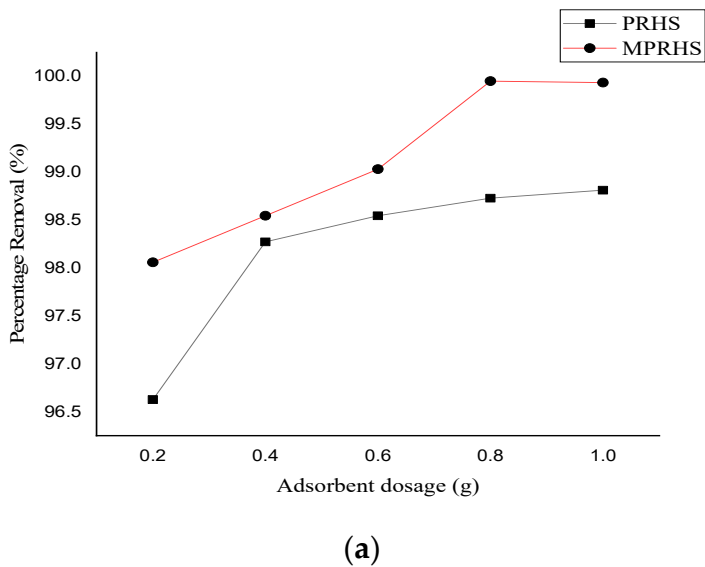 PRHS
MPRHS
100.0
99.5
99.0
98.5
98.0
97.5
97.0
96.5
Percentage Removal (%)
0.2 0.4 0.6 0.8 1.0
Adsorbent dosage (g)
(a)